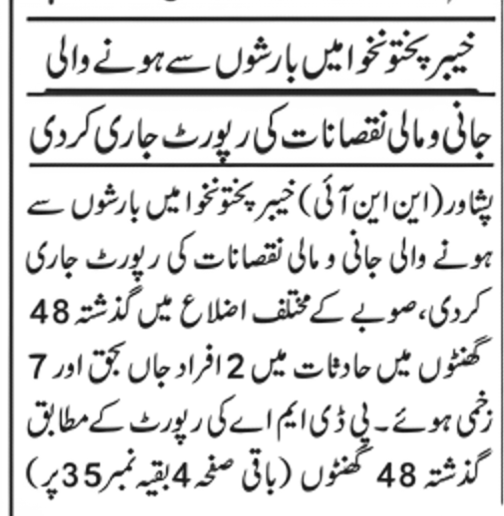 خیبر پختونخوا میں بارشوں سے ہونے والی
جانی و مالی نقصانات کی رپورٹ جاری کردی
پشاور (این این آئی) خیبر پختونخوا میں بارشوں سے
ہونے والی جانی و مالی نقصانات کی رپورٹ جاری
کردی، صوبے کے مختلف اضلاع میں گذشتہ 48
گھنٹوں میں حادثات میں 2 افراد جاں بحق اور 7
زخمی ہوئے۔ پی ڈی ایم اے کی رپورٹ کے مطابق
گذشتہ 48 گھنٹوں (باقی صفحہ 4 بقیہ نمبر 35 پر)